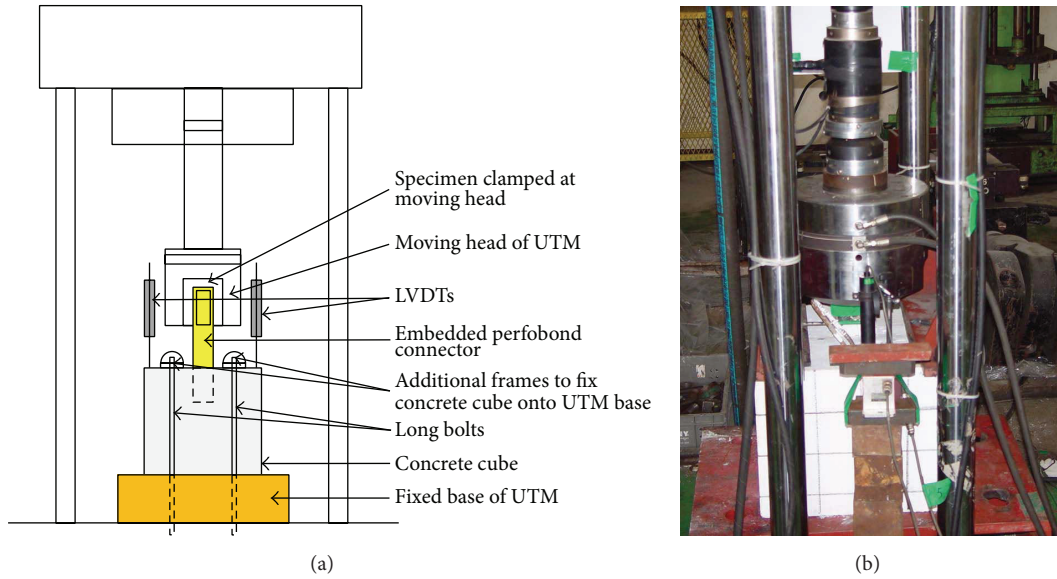 Specimen clamped at
moving head
Moving head of UTM
LVDTs
Embedded perfobond
connector
Additional frames to fix
concrete cube onto UTM base
Long bolts
Concrete cube
Fixed base of UTM
(a)
(b)